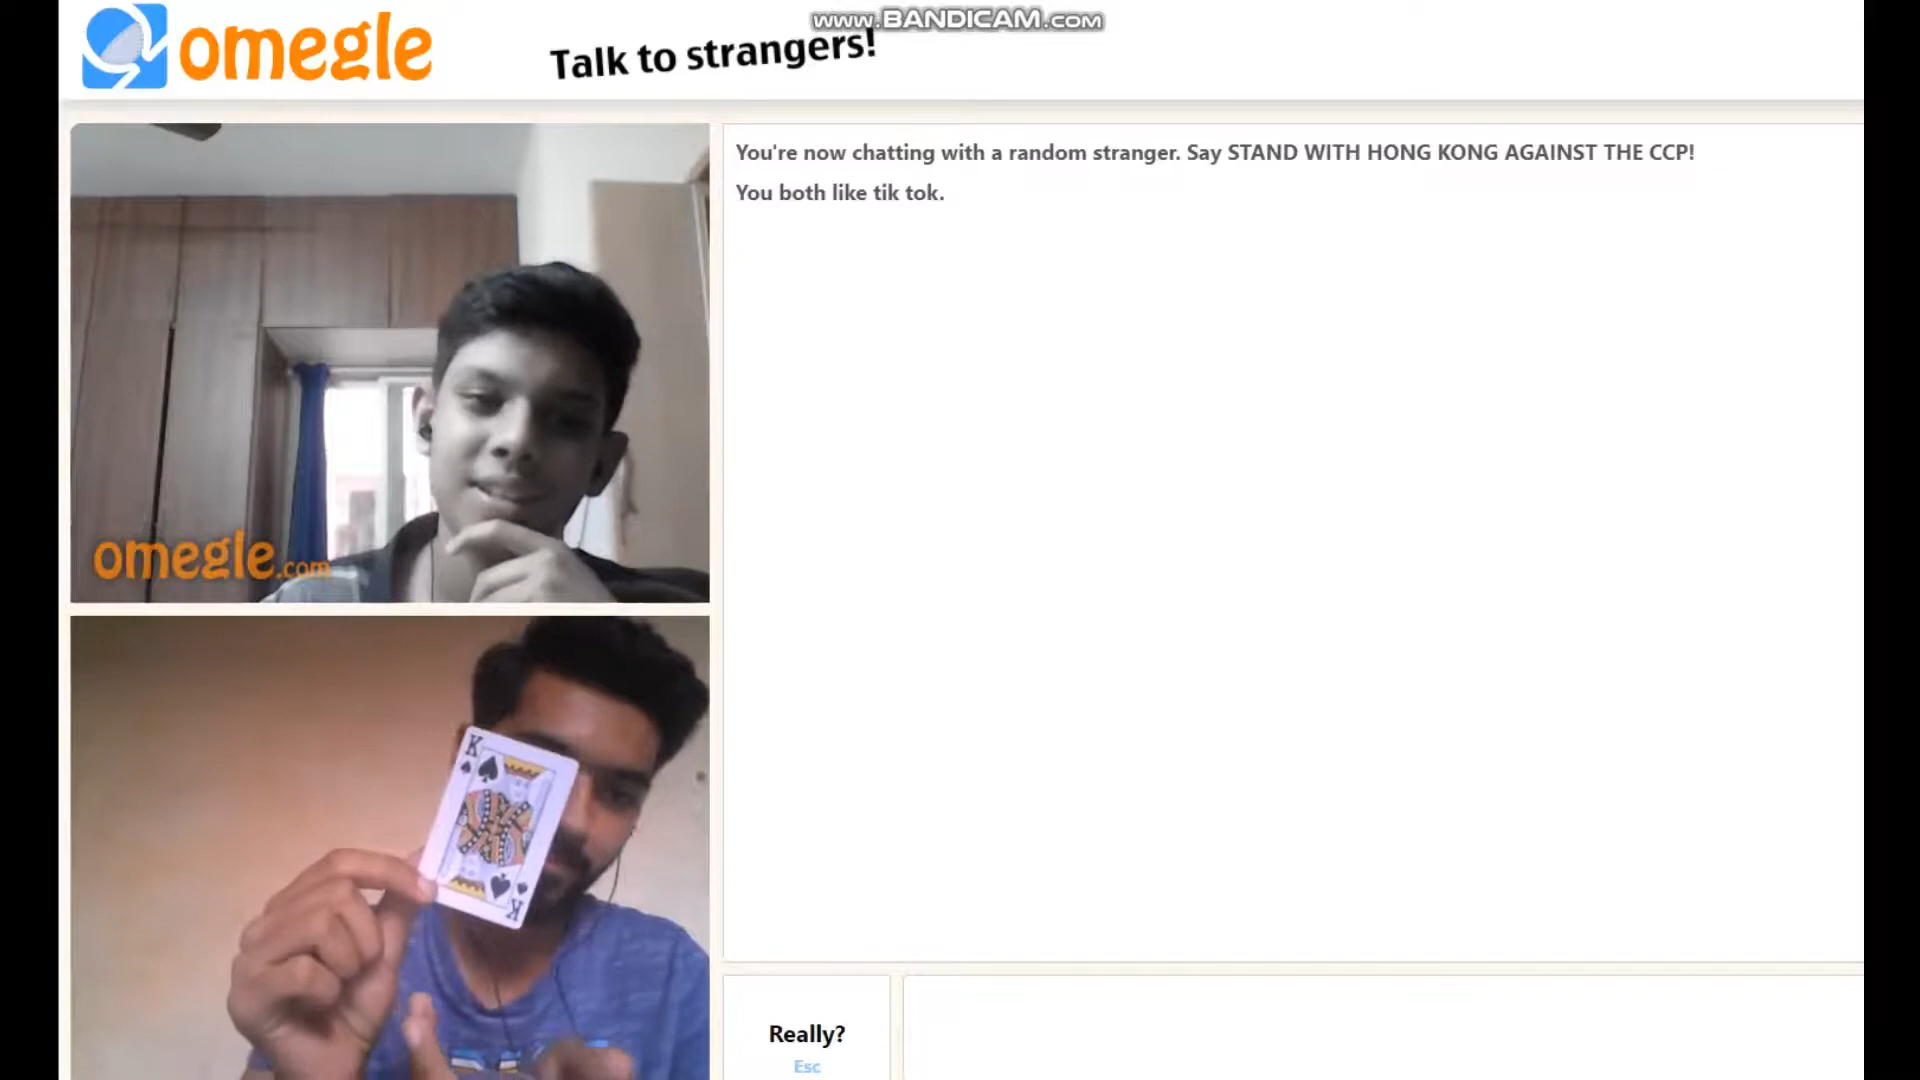 www.BANDICAM.com
omegle
Talk to strangers!
You're now chatting with a random stranger. Say STAND WITH HONG KONG AGAINST THE CCP!
You both like tik tok.
omegle.com
K
K
Really?
Esc